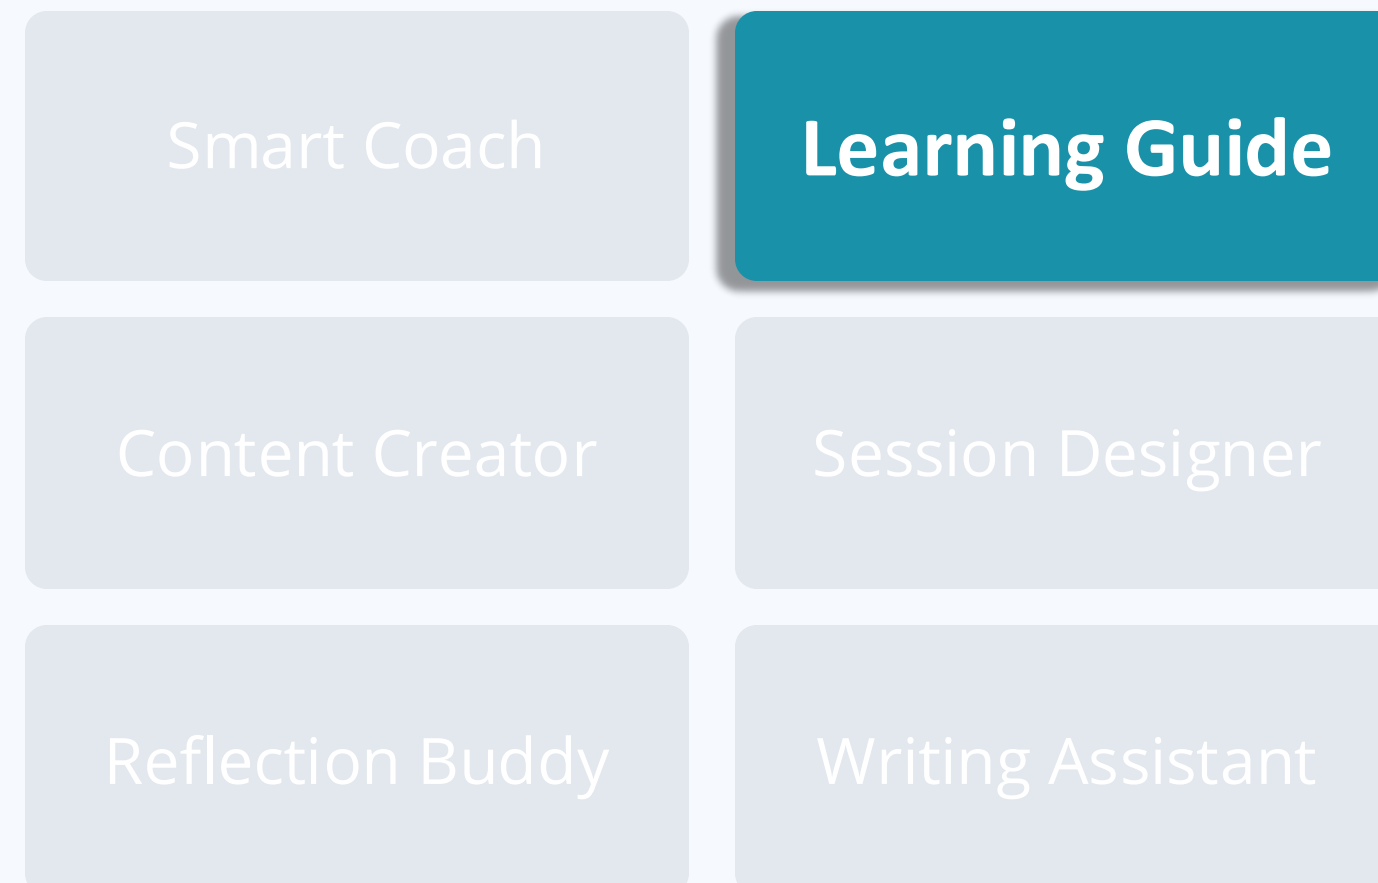 Smart Coach
Learning Guide
Content Creator
Session Designer
Reflection Buddy
Writing Assistant